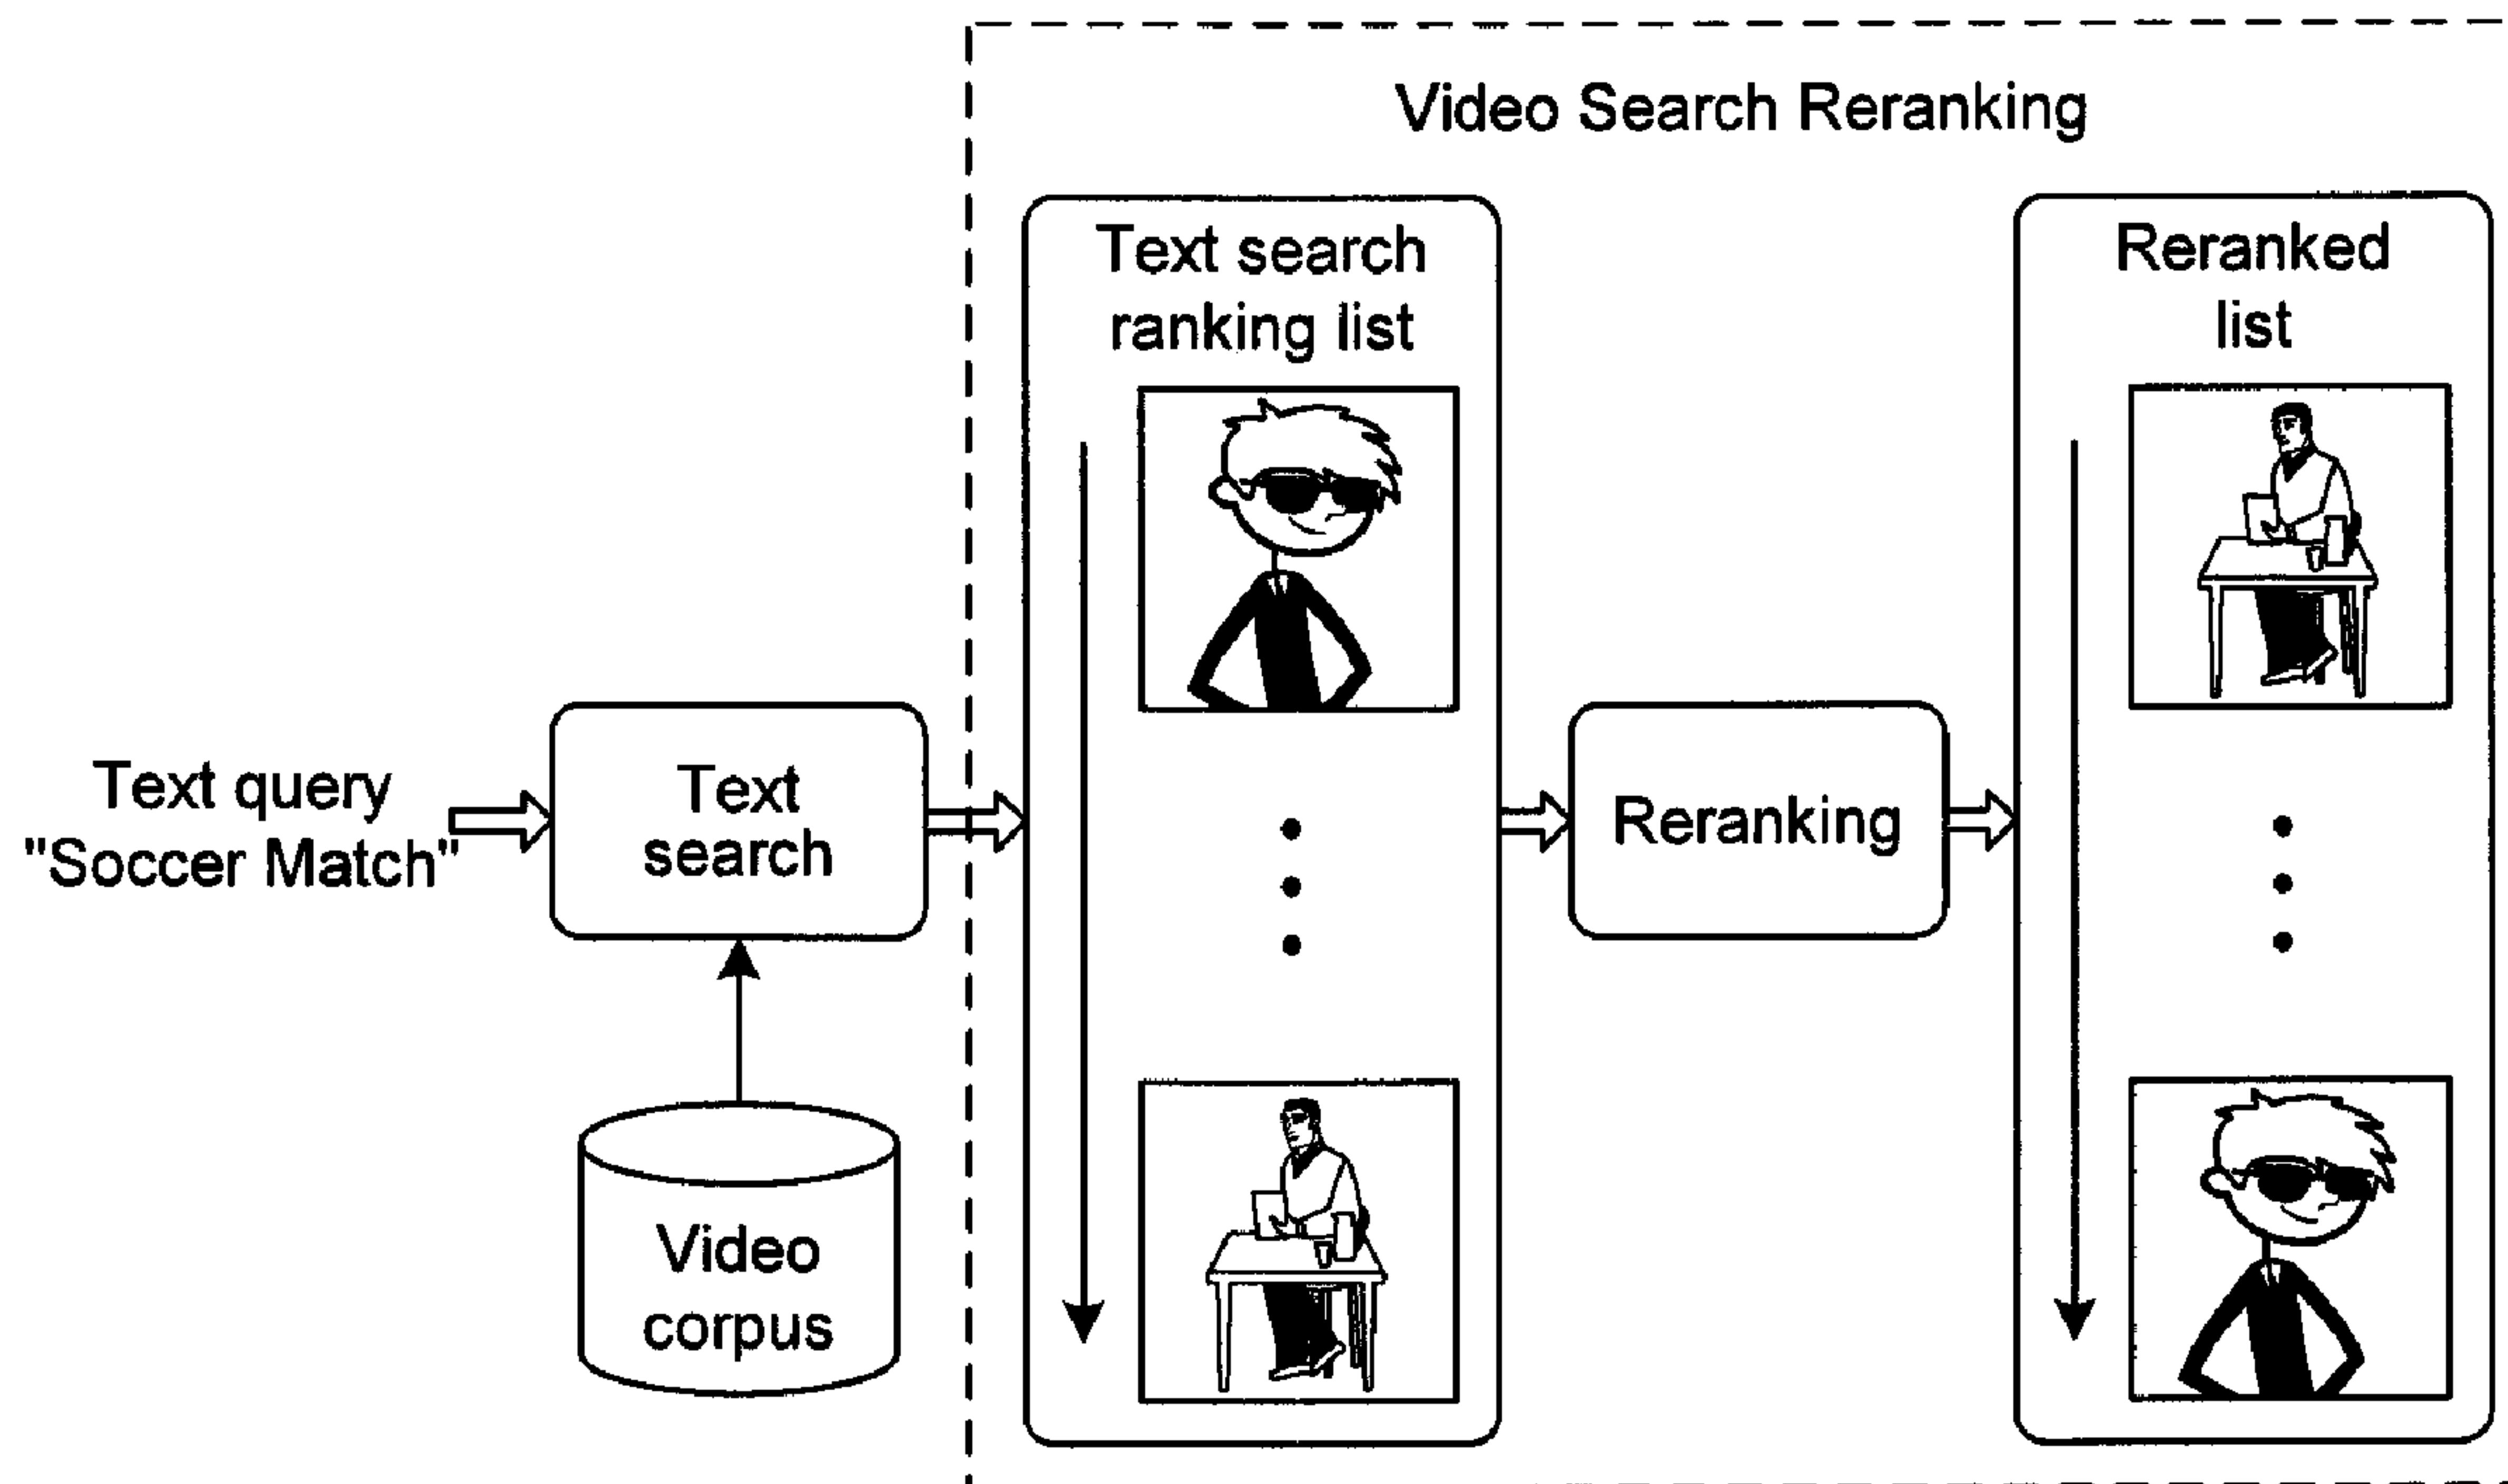 Video Search Reranking
Text search
ranking list
Reranked
list
Text query
"Soccer Match"
Text
search
Reranking
Video
corpus